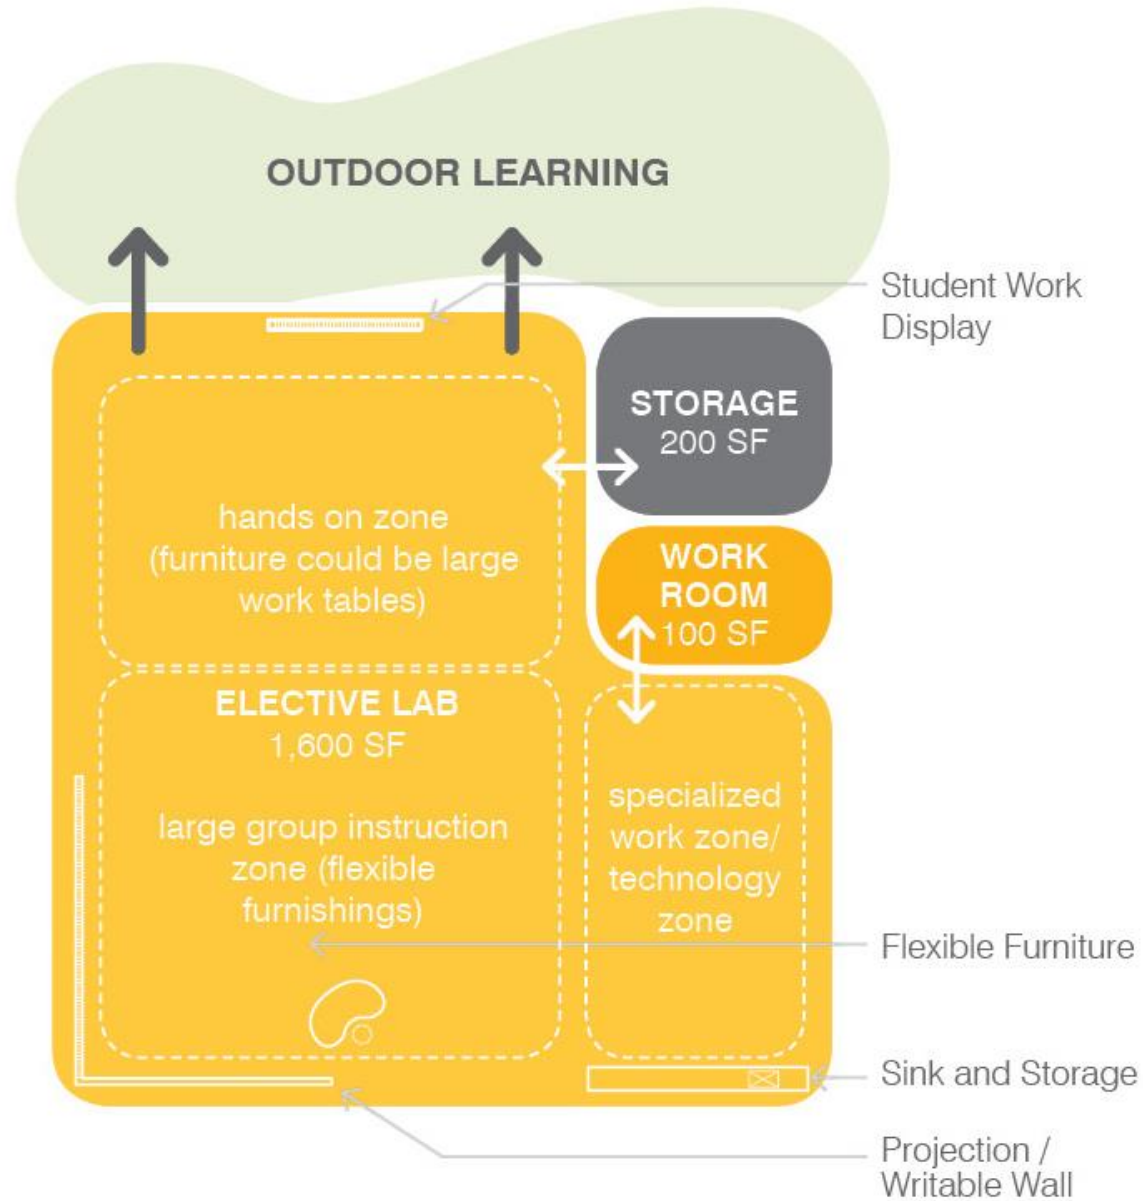 OUTDOOR LEARNING
Student Work
Display
STORAGE
200 SF
hands on zone
(furniture could be large
work tables)
WORK
ROOM
100 SF
ELECTIVE LAB
1,600 SF
large group instruction
zone (flexible
furnishings)
specialized
work zone/
technology
zone
Flexible Furniture
Sink and Storage
Projection /
Writable Wall